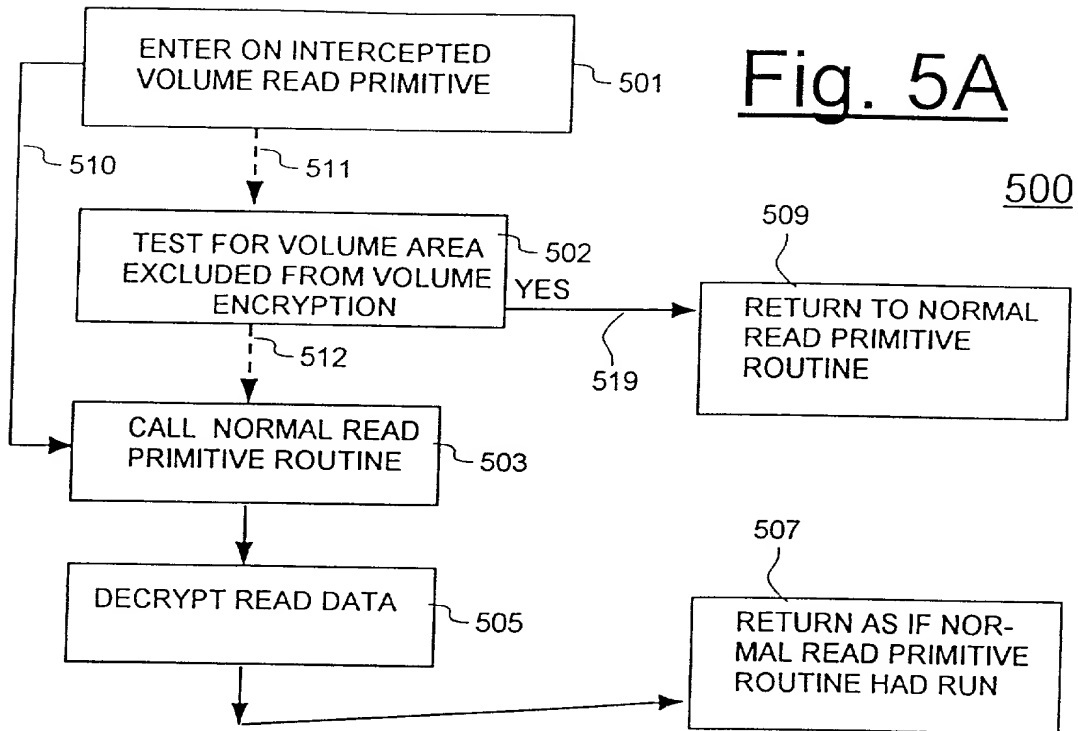 Fig. 5A
500
ENTER ON INTERCEPTED
VOLUME READ PRIMITIVE
501
510
511
TEST FOR VOLUME AREA
EXCLUDED FROM VOLUME
ENCRYPTION
502
YES
519
509
RETURN TO NORMAL
READ PRIMITIVE
ROUTINE
512
CALL NORMAL READ
PRIMITIVE ROUTINE
503
DECRYPT READ DATA
505
507
RETURN AS IF NOR-
MAL READ PRIMITIVE
ROUTINE HAD RUN